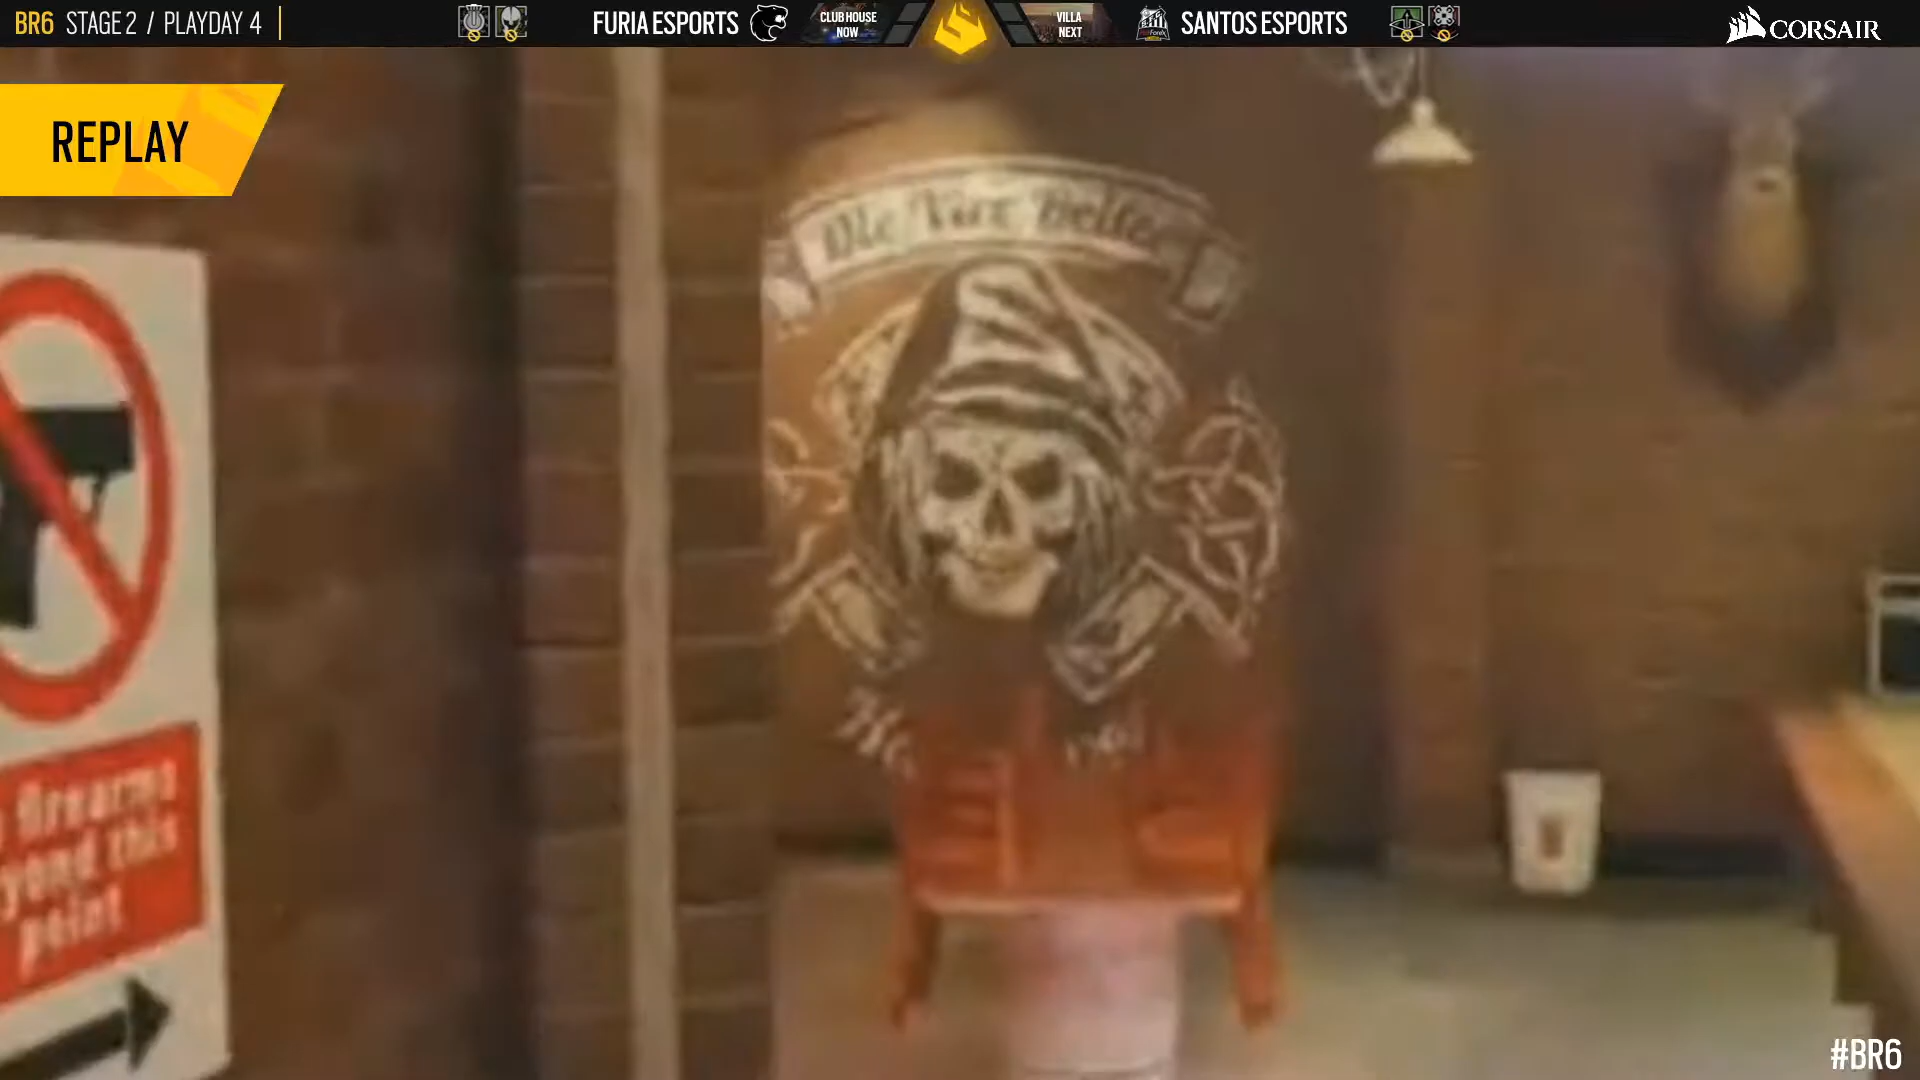 BR6 STAGE 2 / PLAYDAY 4
FURIA ESPORTS
CLUB HOUSE
NOW
VILLA
NEXT
SANTOS ESPORTS
CORSAIR
REPLAY
firearms
this
point
#BR6